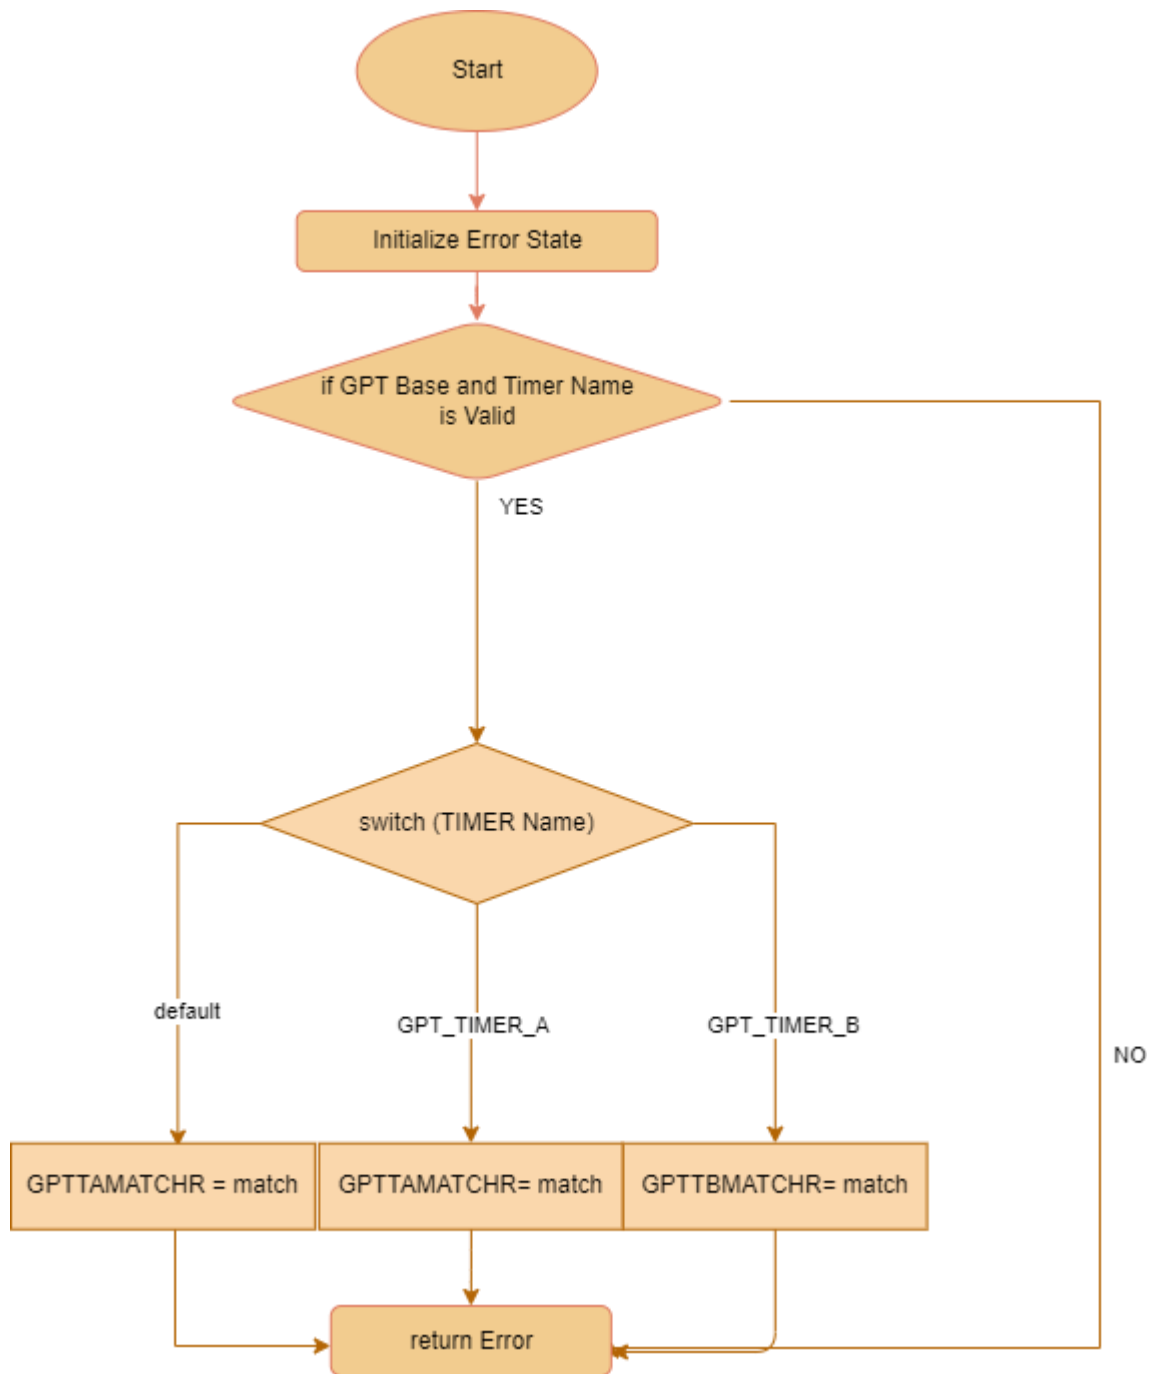 Start
Initialize Error State
if GPT Base and Timer Name
is Valid
YES
switch (TIMER Name)
default
GPT_TIMER_A
GPT_TIMER_B
NO
GPTTAMATCHR = match
GPTTAMATCHR= match
GPTTBMATCHR= match
return Error